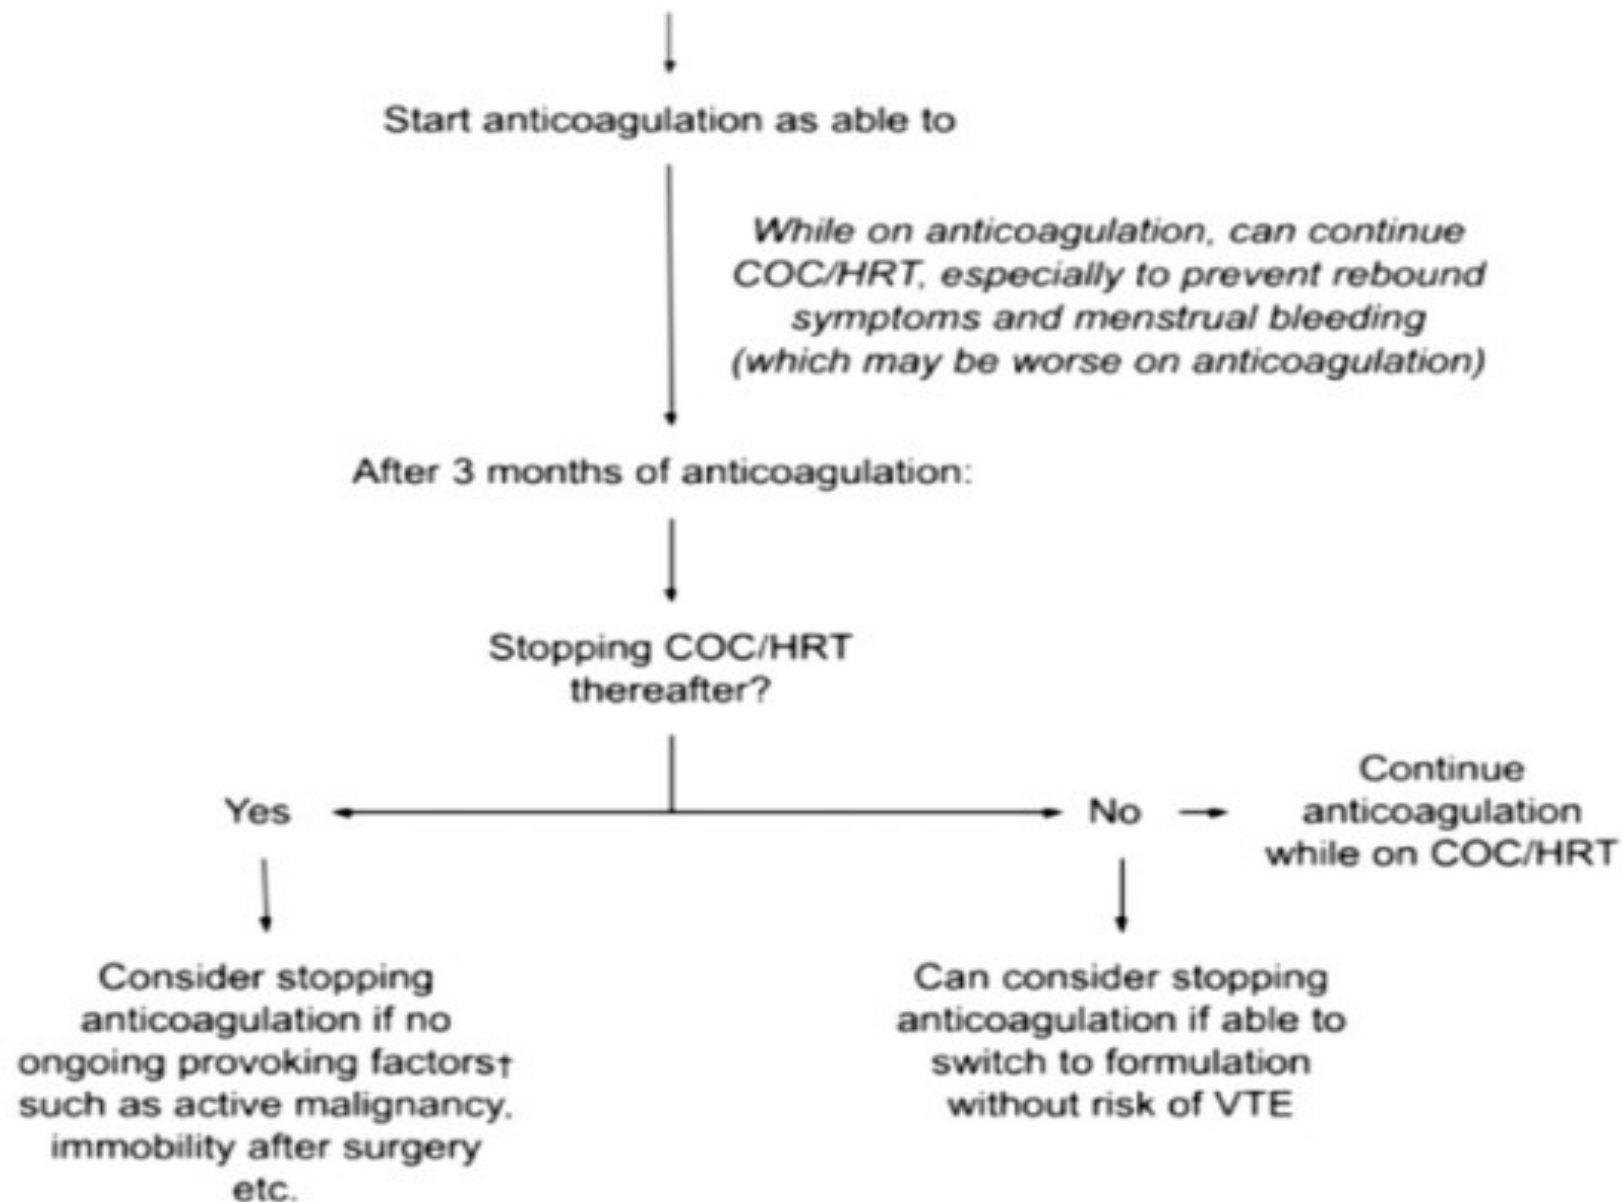 Start anticoagulation as able to
While on anticoagulation, can continue
COC/HRT, especially to prevent rebound
symptoms and menstrual bleeding
(which may be worse on anticoagulation)
After 3 months of anticoagulation:
Stopping COC/HRT
thereafter?
Yes
No
Continue
anticoagulation
while on COC/HRT
Consider stopping
anticoagulation if no
ongoing provoking factors†
such as active malignancy,
immobility after surgery
etc.
Can consider stopping
anticoagulation if able to
switch to formulation
without risk of VTE